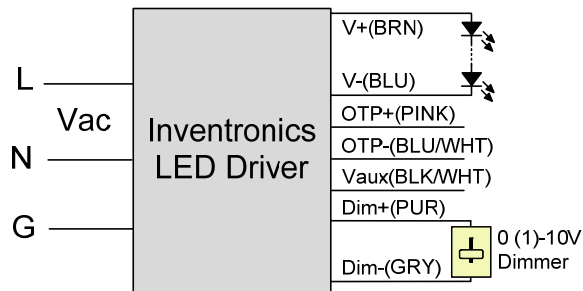 L
Vac
N
G
Inventronics
LED Driver
V+(BRN)
V-(BLU)
OTP+(PINK)
OTP-(BLU/WHT)
Vaux(BLK/WHT)
Dim+(PUR)
Dim-(GRY)
0 (1)-10V
Dimmer